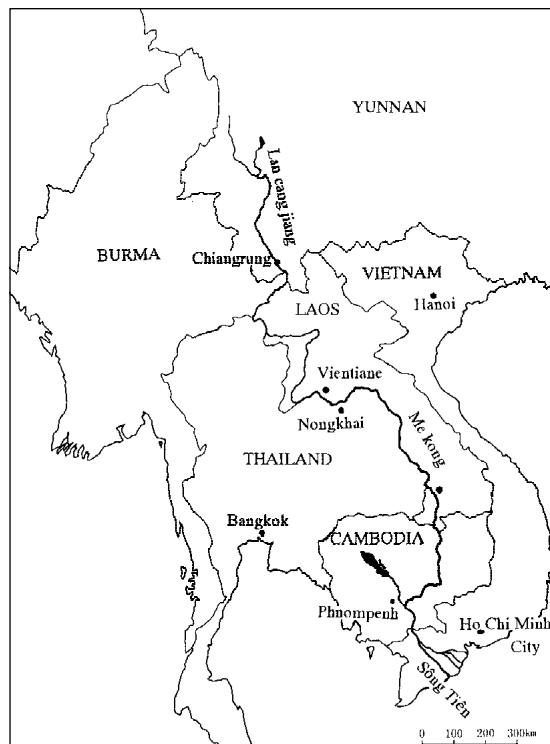 YUNNAN
Lan cang jiang
BURMA
Chiangrung
VIETNAM
Hanoi
LAOS
Vientiane
Nongkhai
Me kong
THAILAND
Bangkok
CAMBODIA
Phnompenh
Ho Chi Minh
City
Sông Tiên
0 100 200 300km